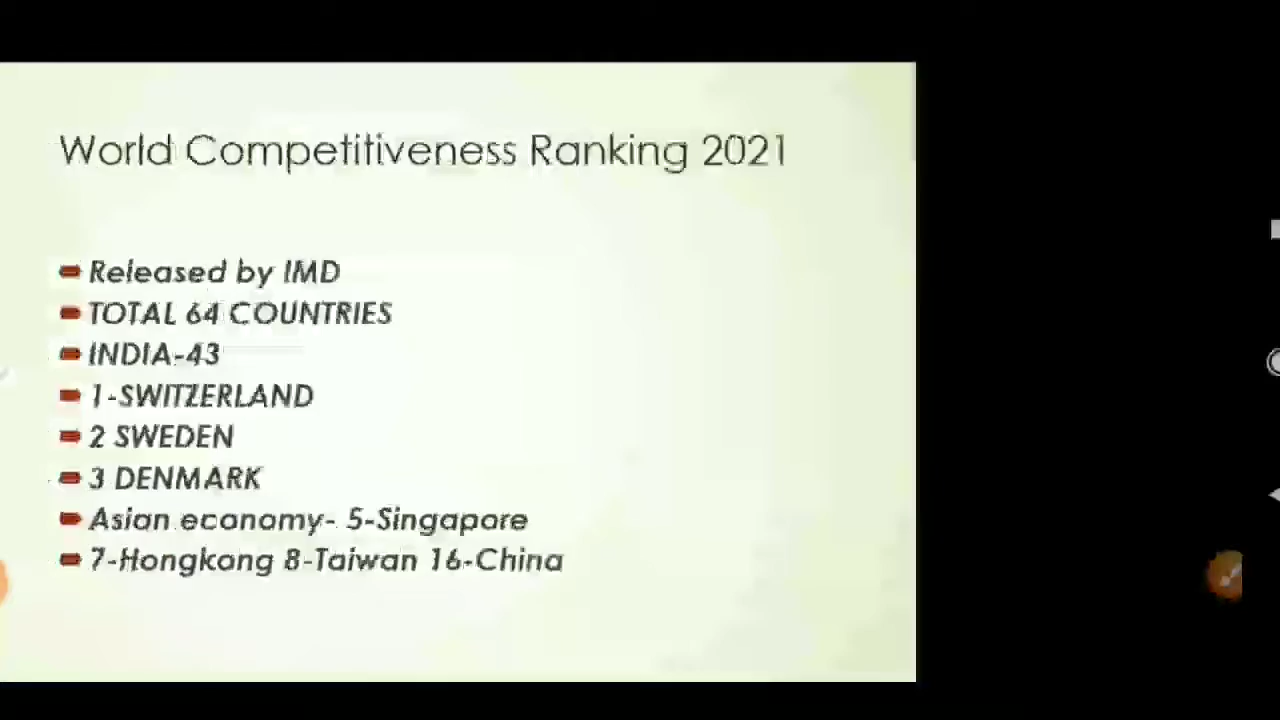 World Competitiveness Ranking 2021
Released by IMD
TOTAL 64 COUNTRIES
INDIA-43
1-SWITZERLAND
2 SWEDEN
3 DENMARK
Asian economy- 5-Singapore
7-Hongkong 8-Taiwan 16-China